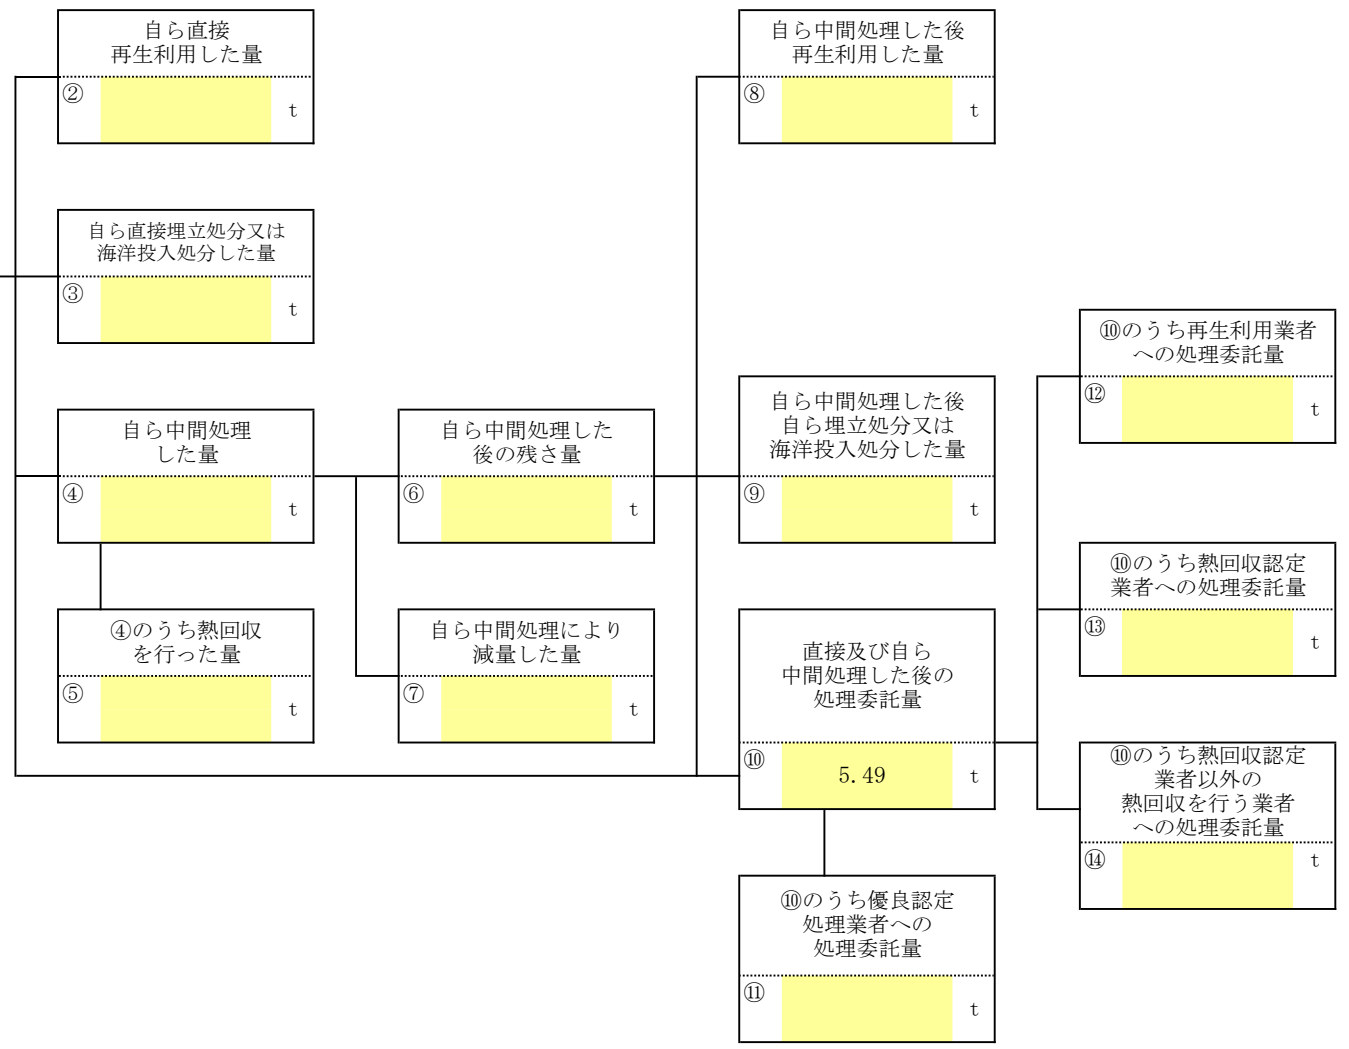 自ら直接
再生利用した量
②
t
自ら中間処理した後
再生利用した量
⑧
t
自ら直接埋立処分又は
海洋投入処分した量
③
t
⑩のうち再生利用業者
への処理委託量
⑫
t
自ら中間処理
した量
④
t
自ら中間処理した
後の残さ量
⑥
t
自ら中間処理した後
自ら埋立処分又は
海洋投入処分した量
⑨
t
⑩のうち熱回収認定
業者への処理委託量
⑬
t
④のうち熱回収
を行った量
⑤
t
自ら中間処理により
減量した量
⑦
t
直接及び自ら
中間処理した後の
処理委託量
⑩
5.49
t
⑩のうち熱回収認定
業者以外の
熱回収を行う業者
への処理委託量
⑭
t
⑩のうち優良認定
処理業者への
処理委託量
⑪
t